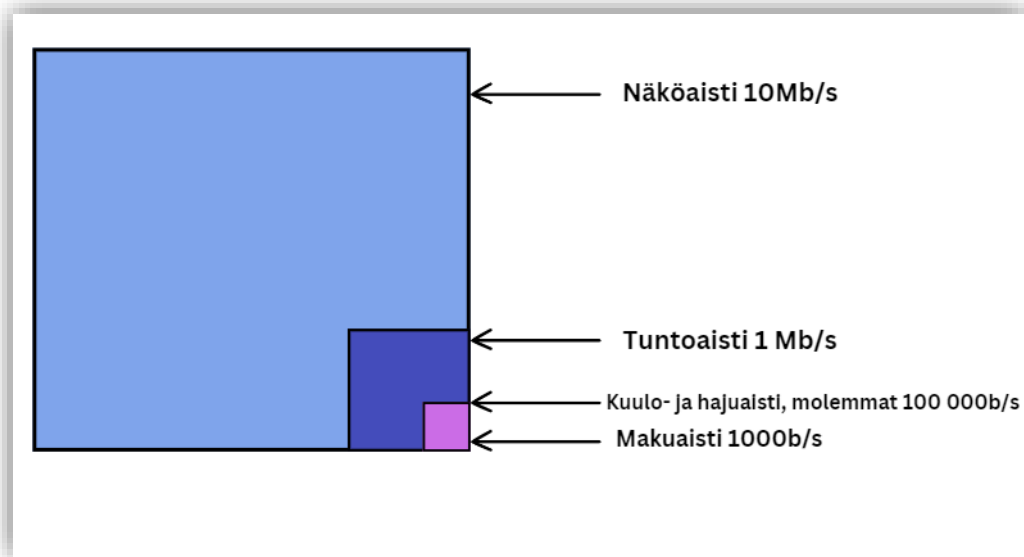 Näköaisti 10Mb/s
Tuntoaisti 1 Mb/s
Kuulo- ja hajuaisti, molemmat 100 000b/s
Makuaisti 1000b/s